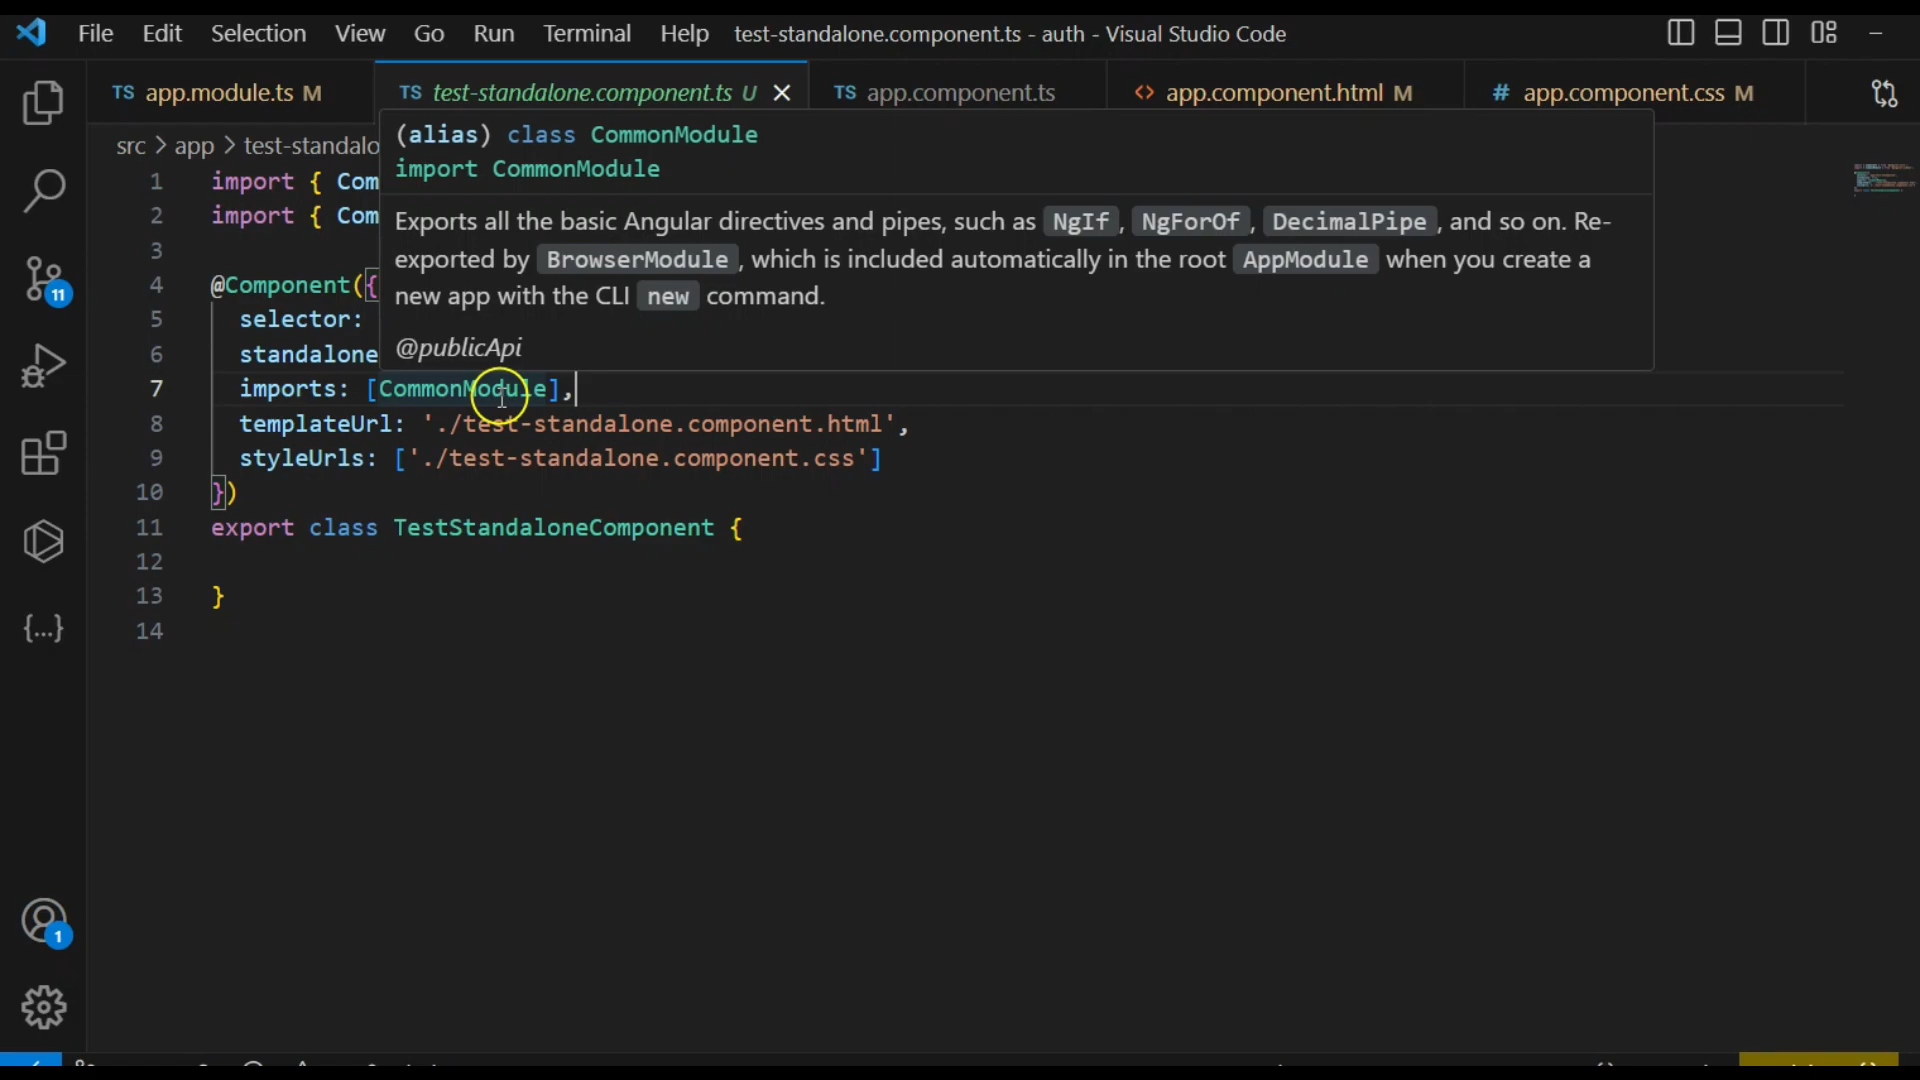 File Edit Selection View Go Run Terminal Help test-standalone.component.ts - auth - Visual Studio Code
TS app.module.ts M TS test-standalone.component.ts U TS app.component.ts <> app.component.html M # app.component.css M
src > app > test-standalo
(alias) class CommonModule
import CommonModule
Exports all the basic Angular directives and pipes, such as NgIf, NgForOf, DecimalPipe, and so on. Re-
exported by BrowserModule, which is included automatically in the root AppModule when you create a
new app with the CLI new command.
@publicApi
1 import { Com
2 import { Com
3
4 @Component({
5 selector:
6 standalone
7 imports: [CommonModule],
8 templateUrl: './test-standalone.component.html',
9 styleUrls: ['./test-standalone.component.css']
10 })
11 export class TestStandaloneComponent {
12
13 }
14
11
{...}
1